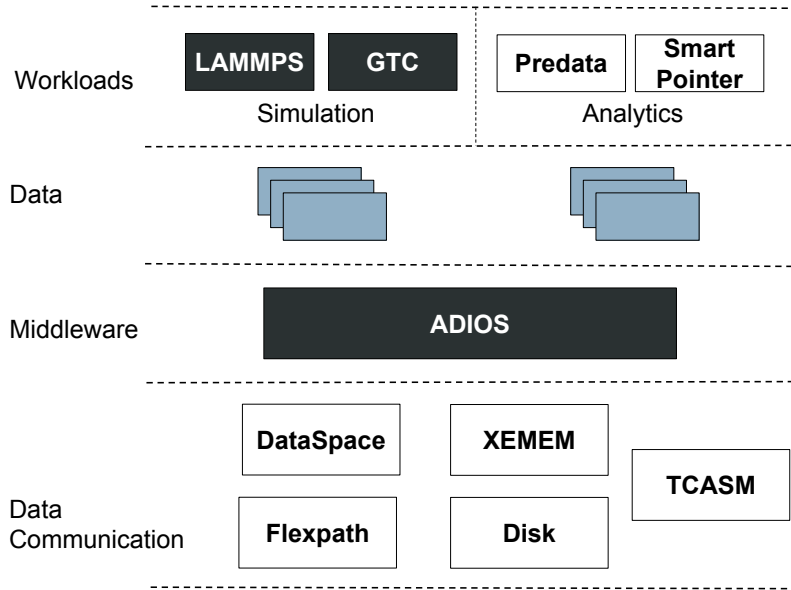 Workloads
LAMMPS
GTC
Predata
Smart
Pointer
Simulation
Analytics
Data
Middleware
ADIOS
Data
Communication
DataSpace
XEMEM
TCASM
Flexpath
Disk